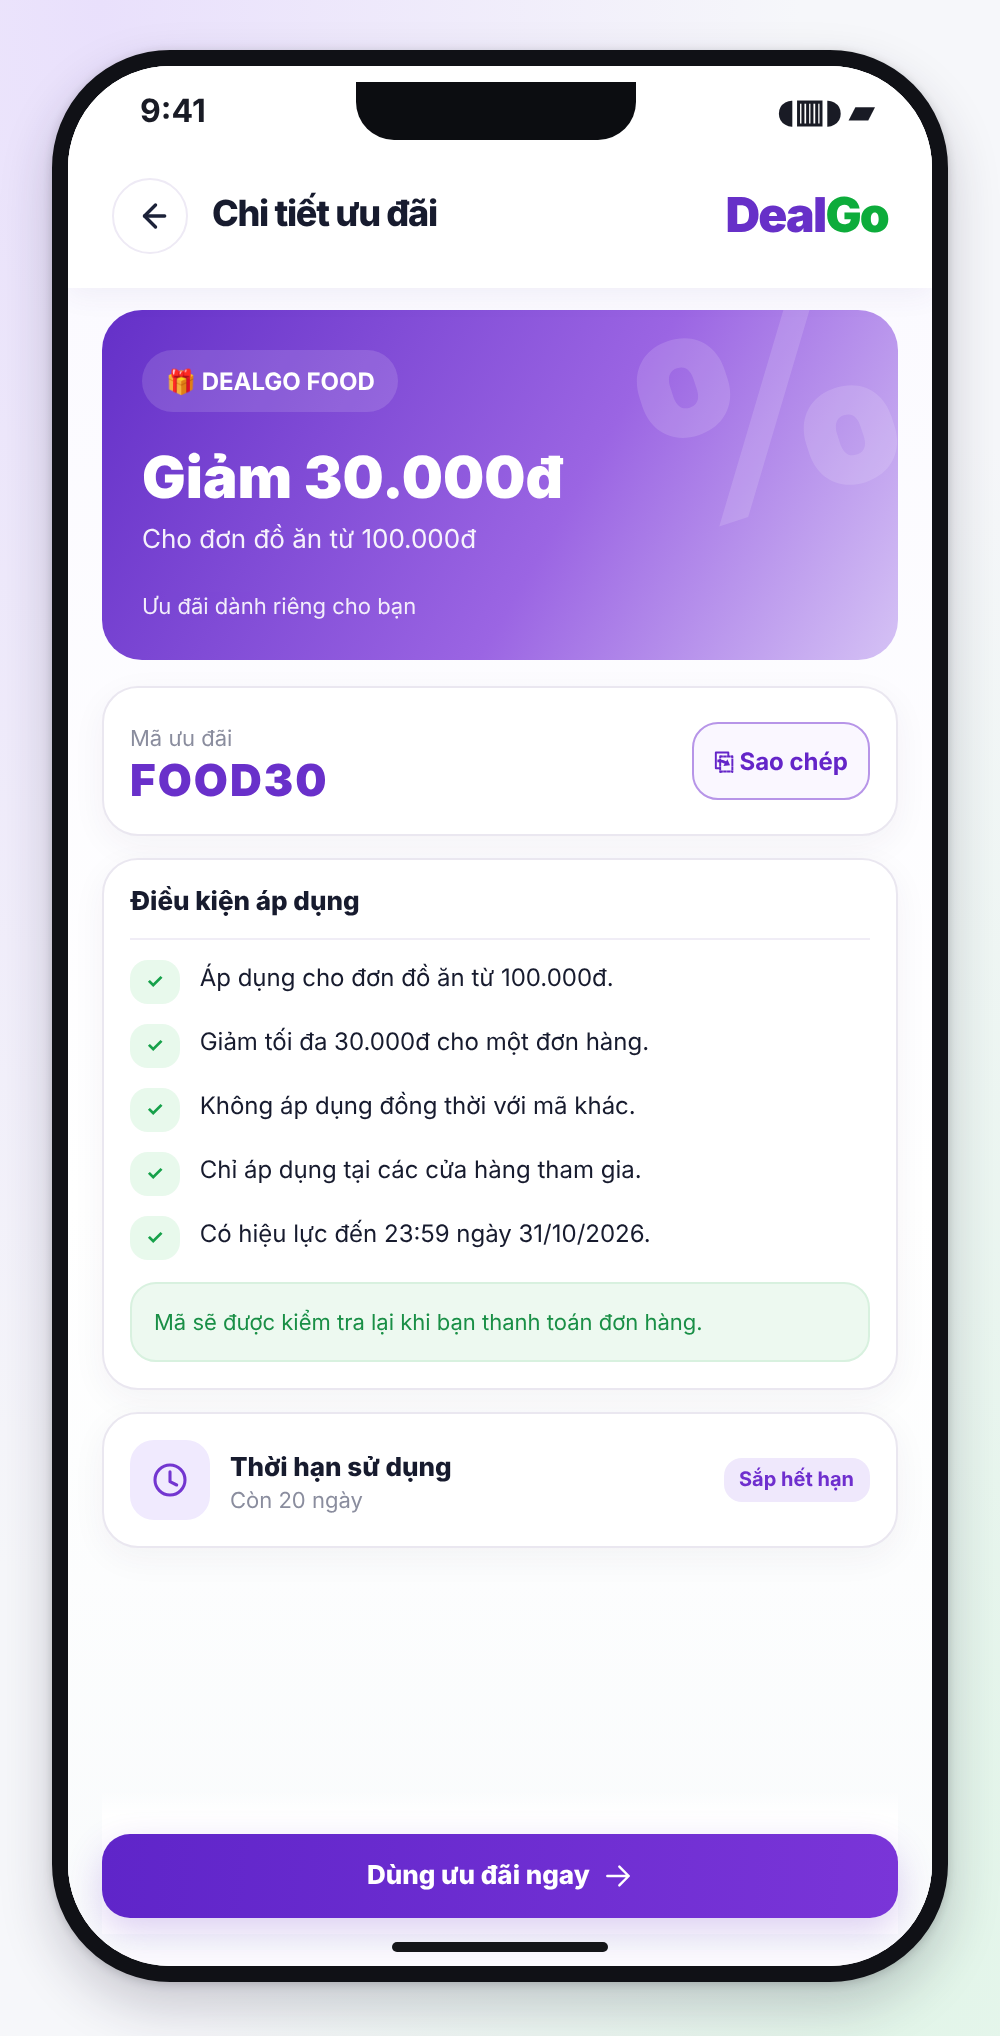 9:41
Chi tiết ưu đãi
DealGo
🎁 DEALGO FOOD
Giảm 30.000đ
Cho đơn đồ ăn từ 100.000đ
Ưu đãi dành riêng cho bạn
Mã ưu đãi
FOOD30
Sao chép
Điều kiện áp dụng
✓ Áp dụng cho đơn đồ ăn từ 100.000đ.
✓ Giảm tối đa 30.000đ cho một đơn hàng.
✓ Không áp dụng đồng thời với mã khác.
✓ Chỉ áp dụng tại các cửa hàng tham gia.
✓ Có hiệu lực đến 23:59 ngày 31/10/2026.
Mã sẽ được kiểm tra lại khi bạn thanh toán đơn hàng.
Thời hạn sử dụng
Còn 20 ngày
Sắp hết hạn
Dùng ưu đãi ngay →